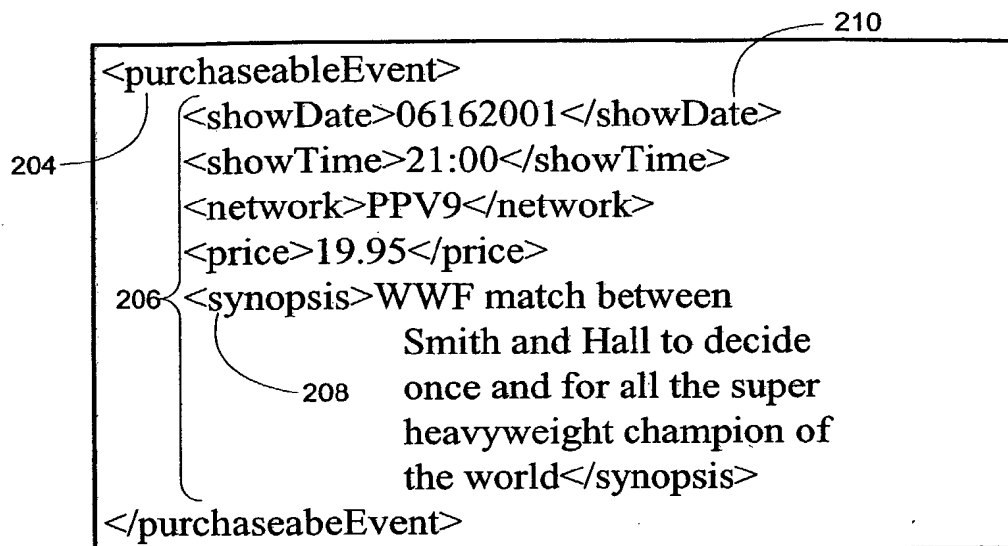 210
<purchaseableEvent>
<showDate>06162001</showDate>
204
<showTime>21:00</showTime>
<network>PPV9</network>
<price>19.95</price>
206
<synopsis>WWF match between
Smith and Hall to decide
208
once and for all the super
heavyweight champion of
the world</synopsis>
</purchaseabeEvent>